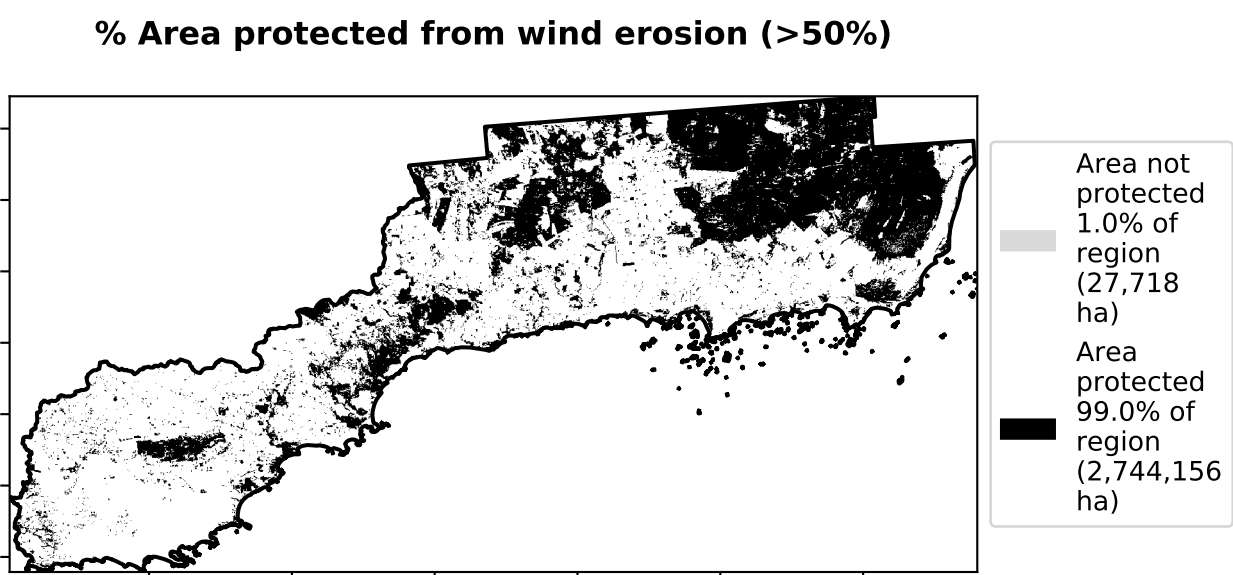 % Area protected from wind erosion (>50%)
Area not
protected
1.0% of
region
(27,718
ha)
Area
protected
99.0% of
region
(2,744,156
ha)